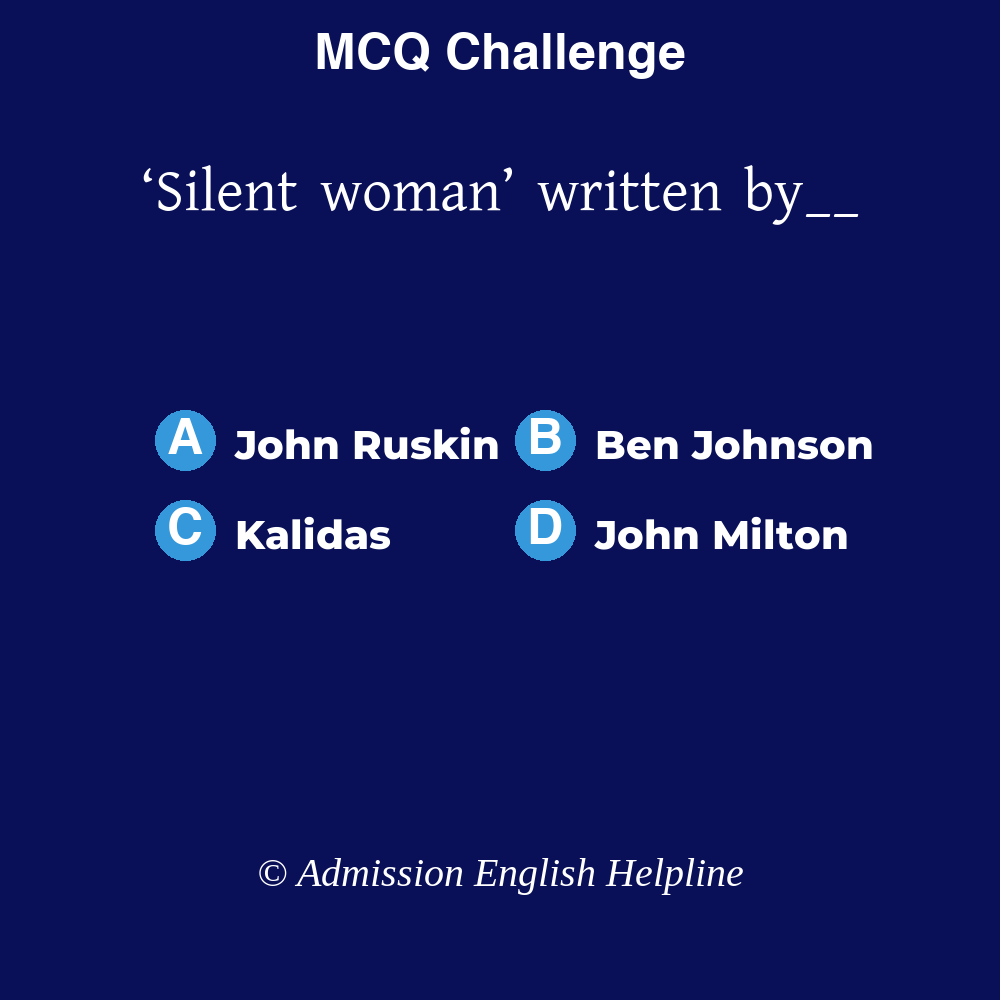 MCQ Challenge
‘Silent woman’ written by__
A John Ruskin B Ben Johnson
C Kalidas D John Milton
© Admission English Helpline